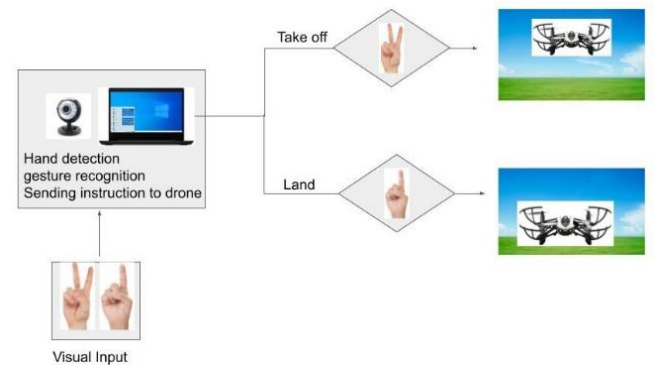 Take off
Hand detection
gesture recognition
Sending instruction to drone
Land
Visual Input